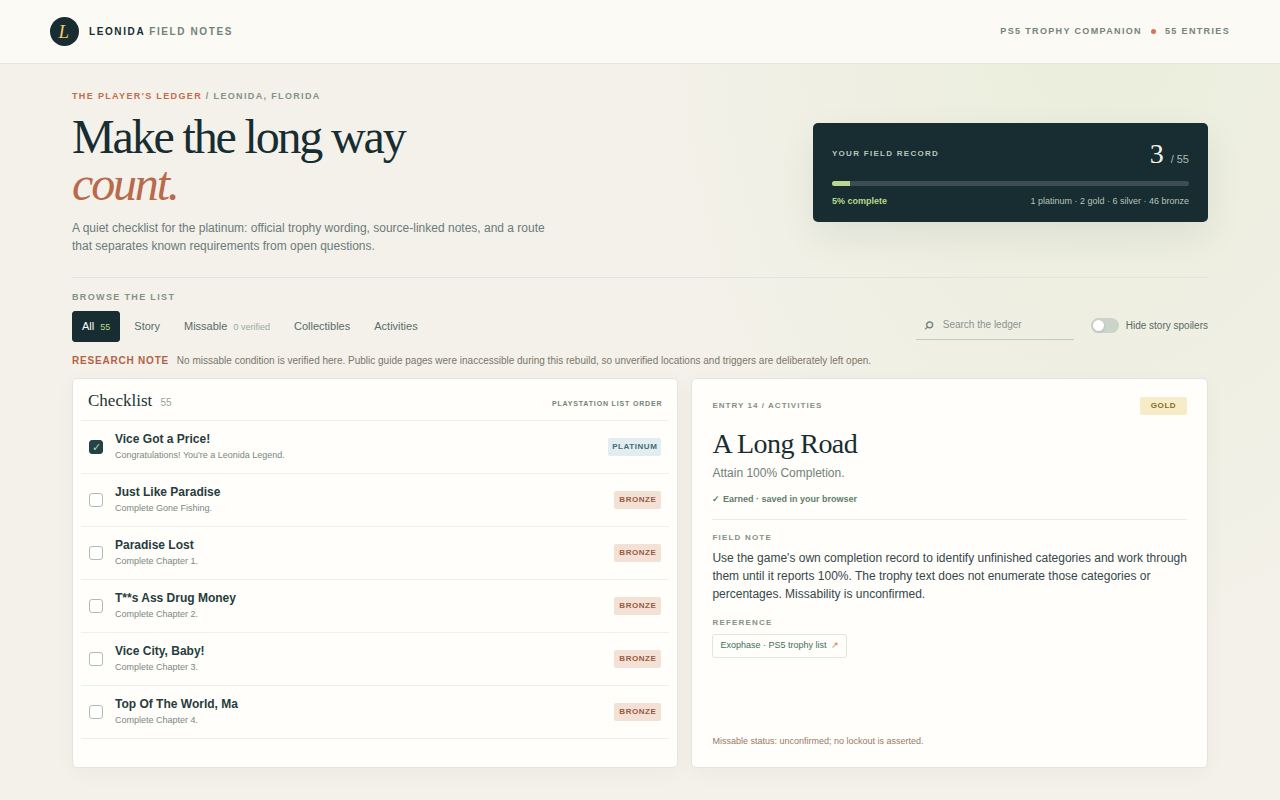 L LEONIDA FIELD NOTES
PS5 TROPHY COMPANION • 55 ENTRIES
THE PLAYER'S LEDGER / LEONIDA, FLORIDA
Make the long way
count.
A quiet checklist for the platinum: official trophy wording, source-linked notes, and a route
that separates known requirements from open questions.
YOUR FIELD RECORD
3 / 55
5% complete
1 platinum · 2 gold · 6 silver · 46 bronze
BROWSE THE LIST
All 55 Story Missable 0 verified Collectibles Activities
Search the ledger
Hide story spoilers
RESEARCH NOTE No missable condition is verified here. Public guide pages were inaccessible during this rebuild, so unverified locations and triggers are deliberately left open.
Checklist 55
PLAYSTATION LIST ORDER
✓ Vice Got a Price!
Congratulations! You're a Leonida Legend.
PLATINUM
Just Like Paradise
Complete Gone Fishing.
BRONZE
Paradise Lost
Complete Chapter 1.
BRONZE
T**s Ass Drug Money
Complete Chapter 2.
BRONZE
Vice City, Baby!
Complete Chapter 3.
BRONZE
Top Of The World, Ma
Complete Chapter 4.
BRONZE
ENTRY 14 / ACTIVITIES
GOLD
A Long Road
Attain 100% Completion.
✓ Earned · saved in your browser
FIELD NOTE
Use the game's own completion record to identify unfinished categories and work through
them until it reports 100%. The trophy text does not enumerate those categories or
percentages. Missability is unconfirmed.
REFERENCE
Exophase · PS5 trophy list ↗
Missable status: unconfirmed; no lockout is asserted.